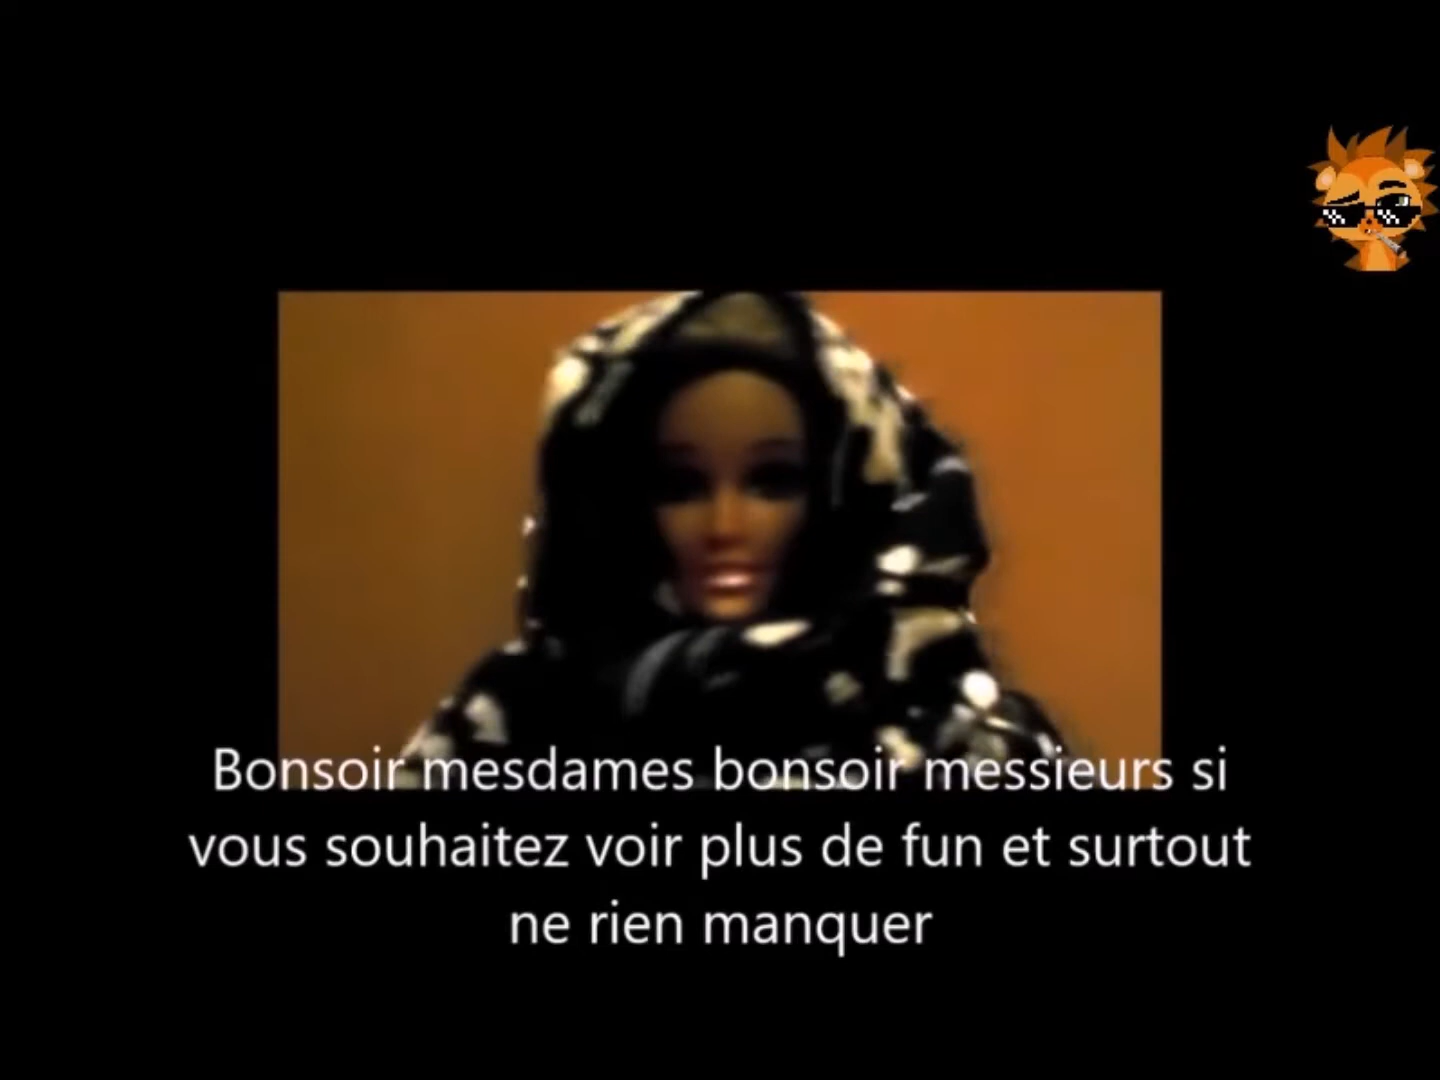 Bonsoir mesdames bonsoir messieurs si
vous souhaitez voir plus de fun et surtout
ne rien manquer